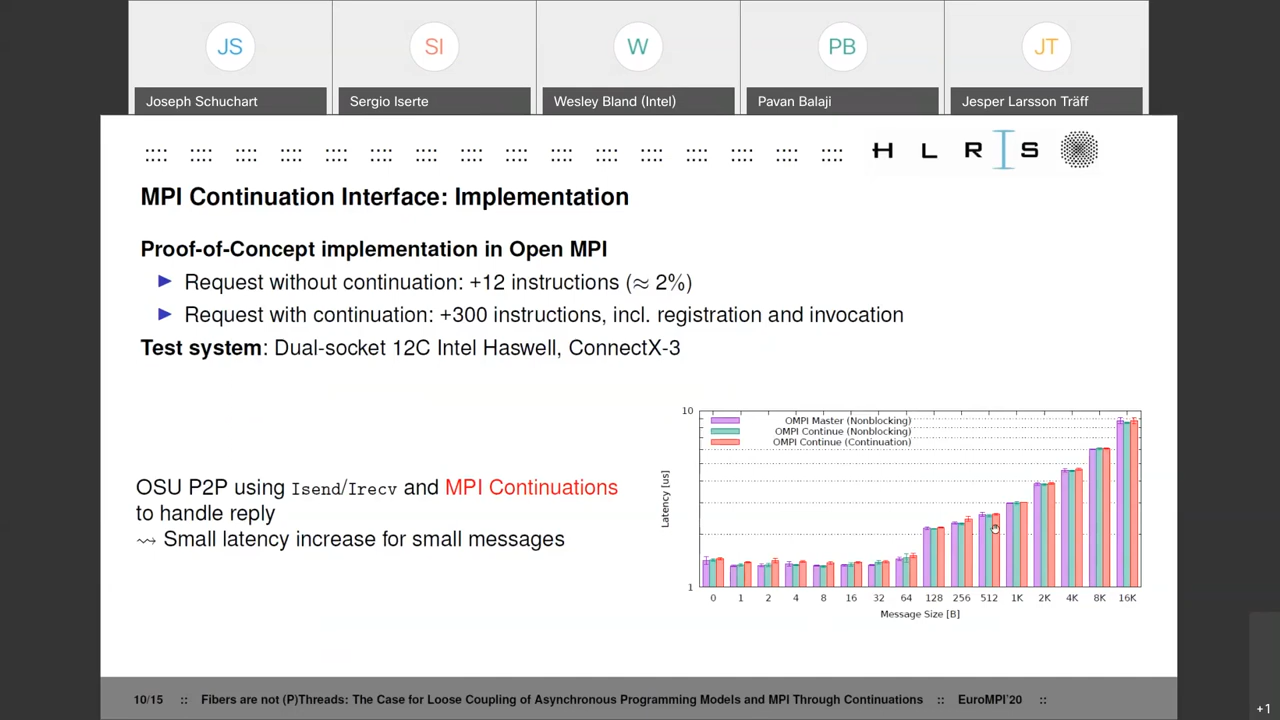 JS
SI
W
PB
JT
Joseph Schuchart
Sergio Iserte
Wesley Bland (Intel)
Pavan Balaji
Jesper Larsson Träff
H L R I S
MPI Continuation Interface: Implementation
Proof-of-Concept implementation in Open MPI
► Request without continuation: +12 instructions (≈ 2%)
► Request with continuation: +300 instructions, incl. registration and invocation
Test system: Dual-socket 12C Intel Haswell, ConnectX-3
OSU P2P using Isend/Irecv and MPI Continuations
to handle reply
⇝ Small latency increase for small messages
10
OMPI Master (Nonblocking)
OMPI Continue (Nonblocking)
OMPI Continue (Continuation)
Latency [us]
1
0 1 2 4 8 16 32 64 128 256 512 1K 2K 4K 8K 16K
Message Size [B]
10/15 :: Fibers are not (P)Threads: The Case for Loose Coupling of Asynchronous Programming Models and MPI Through Continuations :: EuroMPI'20 ::
+1